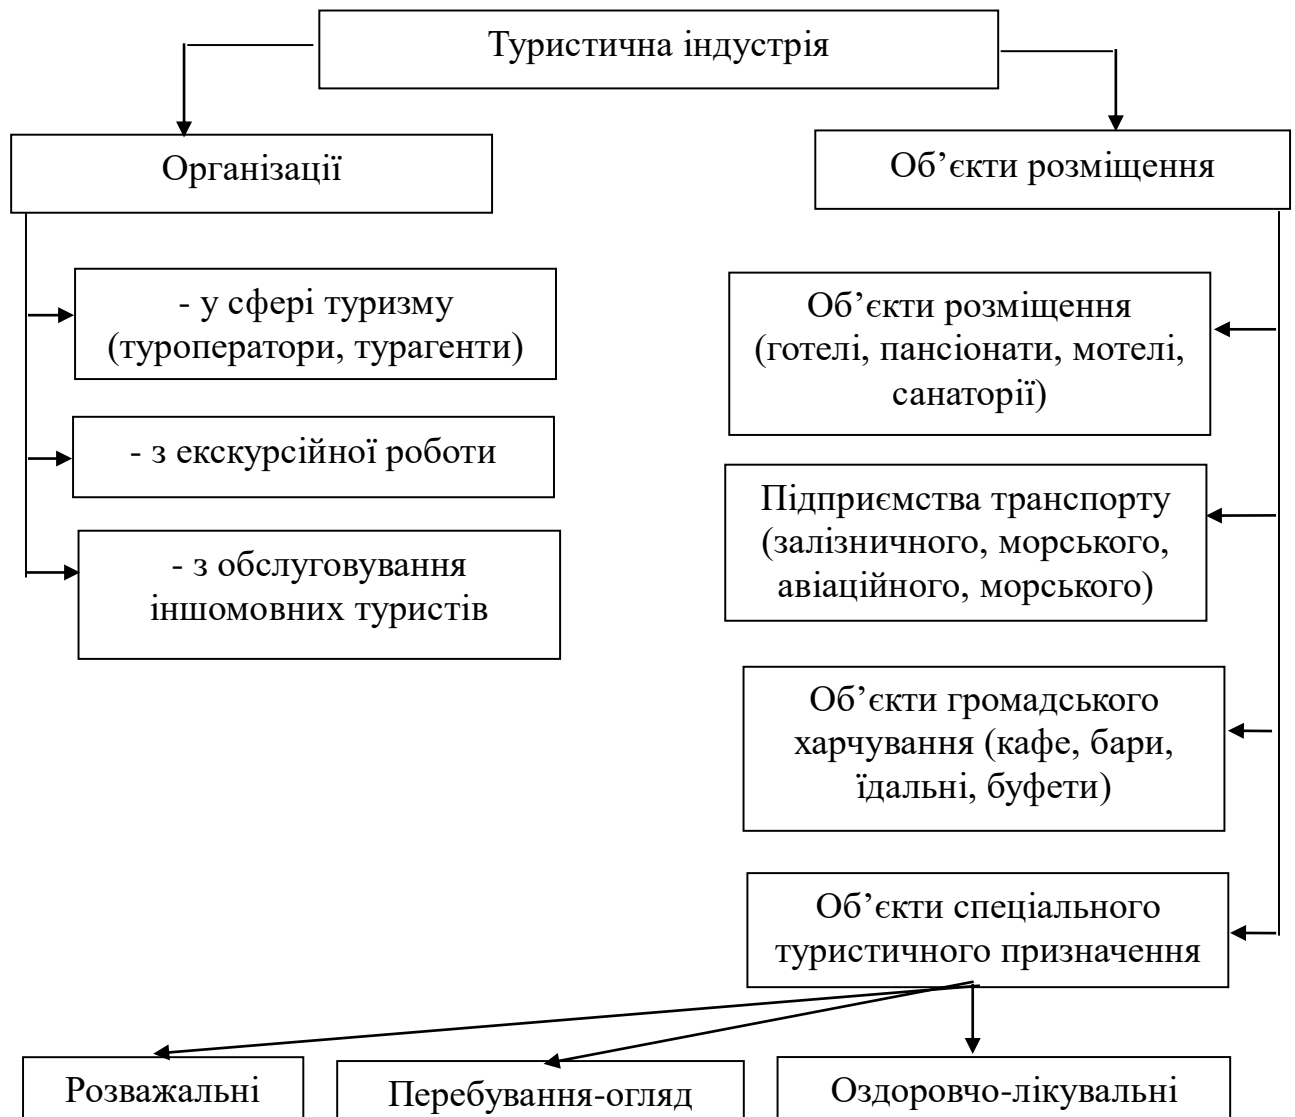 Туристична індустрія
Організації
Об’єкти розміщення
- у сфері туризму
(туроператори, турагенти)
- з екскурсійної роботи
- з обслуговування
іншомовних туристів
Об’єкти розміщення
(готелі, пансіонати, мотелі,
санаторії)
Підприємства транспорту
(залізничного, морського,
авіаційного, морського)
Об’єкти громадського
харчування (кафе, бари,
їдальні, буфети)
Об’єкти спеціального
туристичного призначення
Розважальні
Перебування-огляд
Оздоровчо-лікувальні